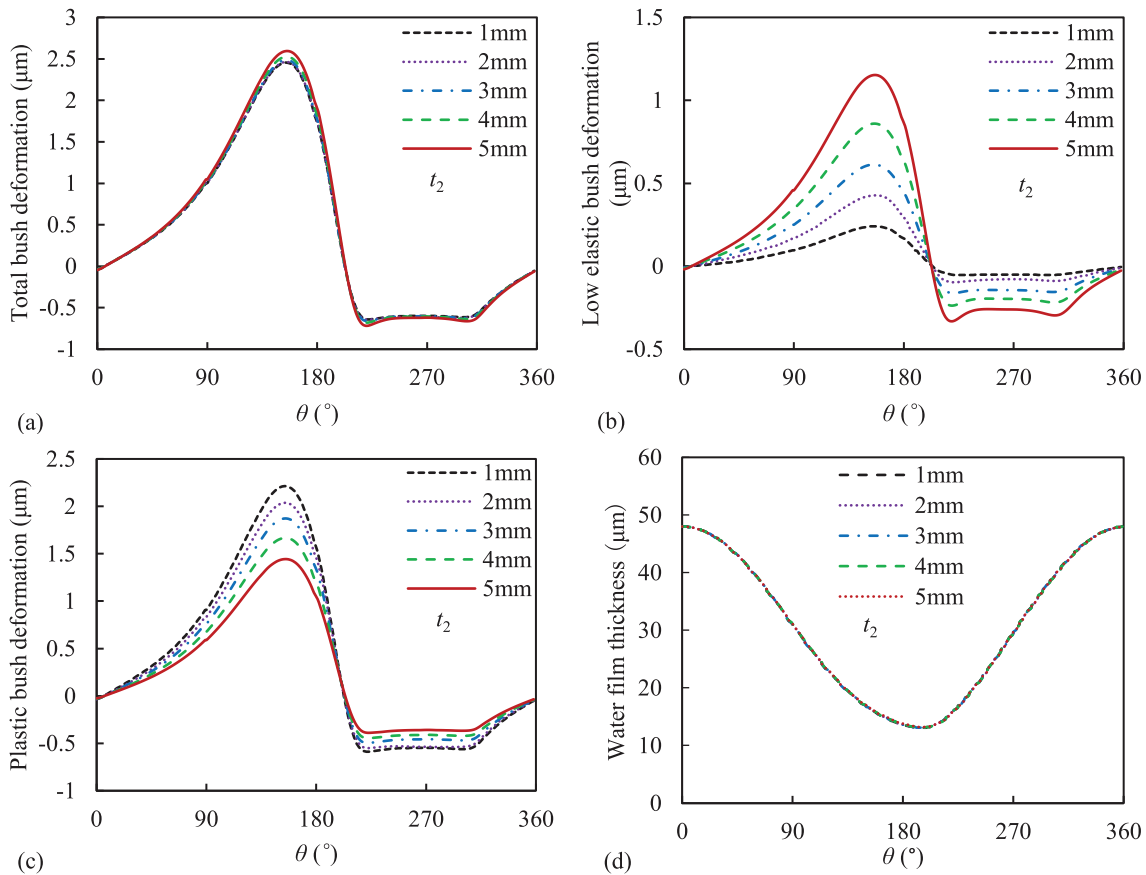 Total bush deformation (μm)
3
2.5
2
1.5
1
0.5
0
-0.5
-1
0
90
180
270
360
θ (°)
1mm
2mm
3mm
4mm
5mm
t2
(a)
Low elastic bush deformation
(μm)
1.5
1
0.5
0
-0.5
0
90
180
270
360
θ (°)
1mm
2mm
3mm
4mm
5mm
t2
(b)
Plastic bush deformation (μm)
2.5
2
1.5
1
0.5
0
-0.5
-1
0
90
180
270
360
θ (°)
1mm
2mm
3mm
4mm
5mm
t2
(c)
Water film thickness (μm)
60
50
40
30
20
10
0
0
90
180
270
360
θ (°)
1mm
2mm
3mm
4mm
5mm
t2
(d)